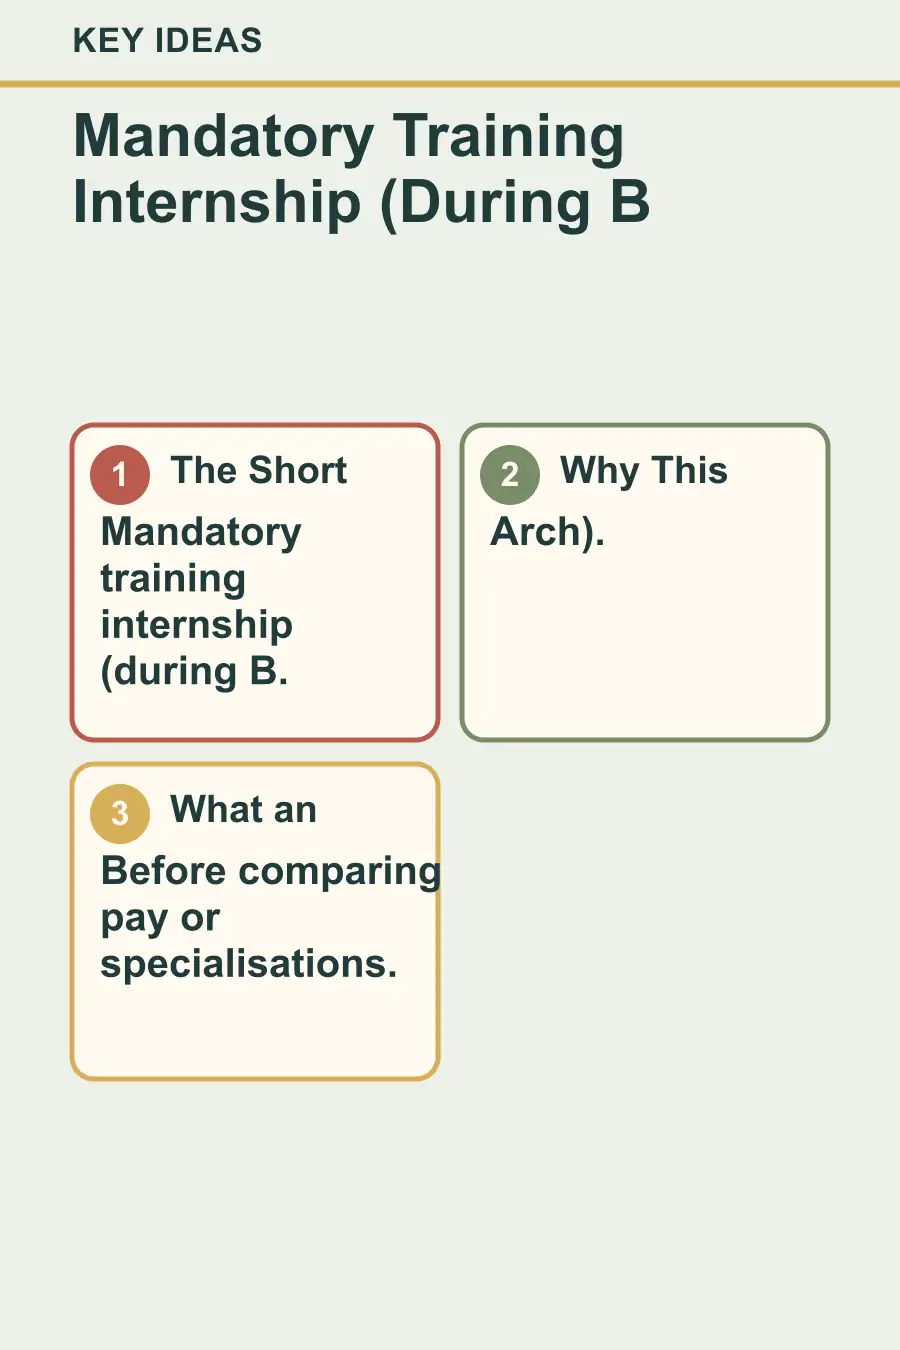 KEY IDEAS
Mandatory Training
Internship (During B
1 The Short
Mandatory
training
internship
(during B.
2 Why This
Arch).
3 What an
Before comparing
pay or
specialisations.